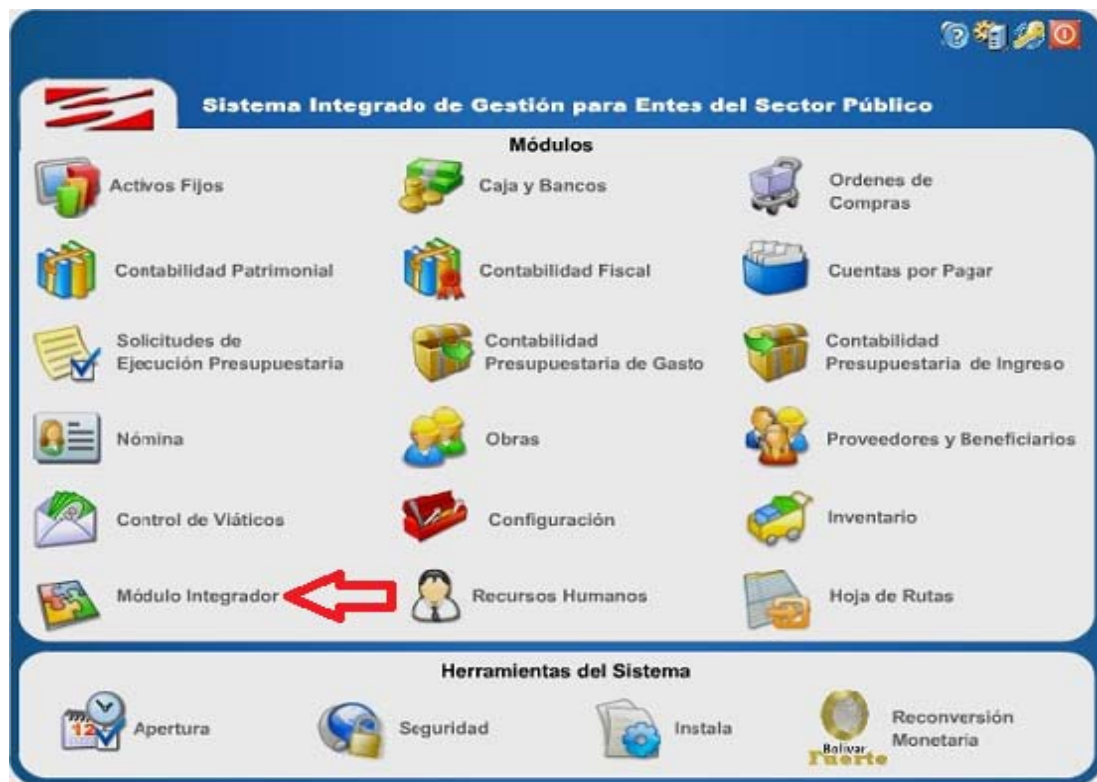 Sistema Integrado de Gestión para Entes del Sector Público
Módulos
Activos Fijos
Caja y Bancos
Ordenes de
Compras
Contabilidad Patrimonial
Contabilidad Fiscal
Cuentas por Pagar
Solicitudes de
Ejecución Presupuestaria
Contabilidad
Presupuestaria de Gasto
Contabilidad
Presupuestaria de Ingreso
Nómina
Obras
Proveedores y Beneficiarios
Control de Viáticos
Configuración
Inventario
Módulo Integrador
Recursos Humanos
Hoja de Rutas
Herramientas del Sistema
12
Apertura
Seguridad
Instala
Bolívar
Fuerte
Reconversión
Monetaria